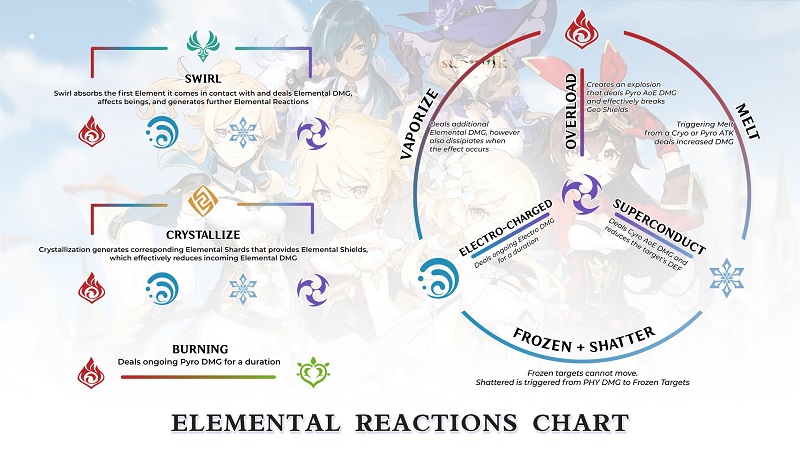 SWIRL
Swirl absorbs the first Element it comes in contact with and deals Elemental DMG,
affects beings, and generates further Elemental Reactions
CRYSTALLIZE
Crystallization generates corresponding Elemental Shards that provides Elemental Shields,
which effectively reduces incoming Elemental DMG
BURNING
Deals ongoing Pyro DMG for a duration
VAPORIZE
Deals additional
Elemental DMG, however
also dissipates when
the effect occurs
OVERLOAD
Creates an explosion
that deals Pyro AoE DMG
and effectively breaks
Geo Shields
MELT
Triggering Melt
from a Cryo or Pyro ATK
deals increased DMG
ELECTRO-CHARGED
Deals ongoing Electro DMG
for a duration
SUPERCONDUCT
Deals Cyro AoE DMG and
reduces the target's DEF
FROZEN + SHATTER
Frozen targets cannot move.
Shattered is triggered from PHY DMG to Frozen Targets
ELEMENTAL REACTIONS CHART